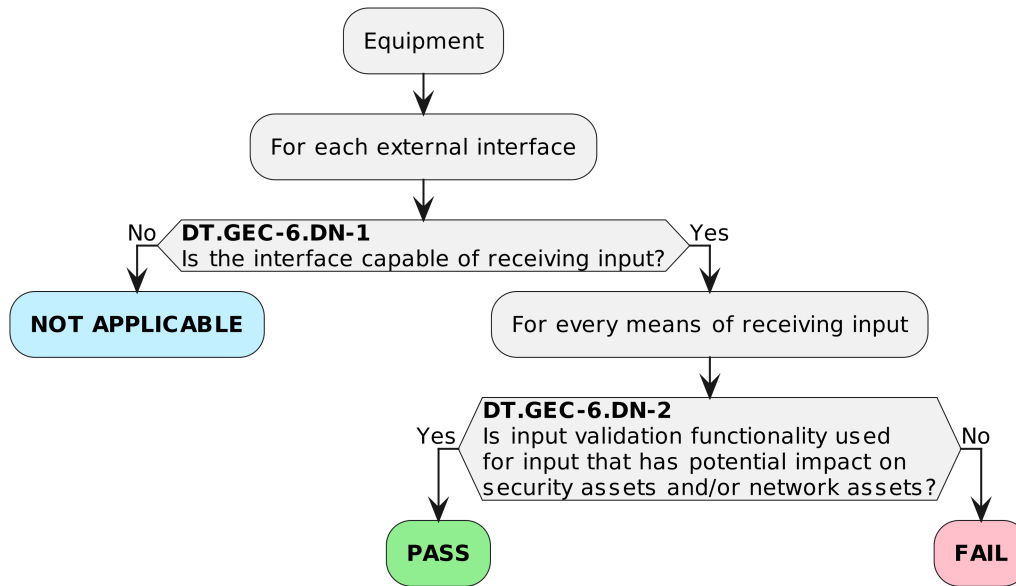 Equipment
For each external interface
No
DT.GEC-6.DN-1
Yes
Is the interface capable of receiving input?
NOT APPLICABLE
For every means of receiving input
DT.GEC-6.DN-2
Yes
Is input validation functionality used
No
for input that has potential impact on
security assets and/or network assets?
PASS
FAIL